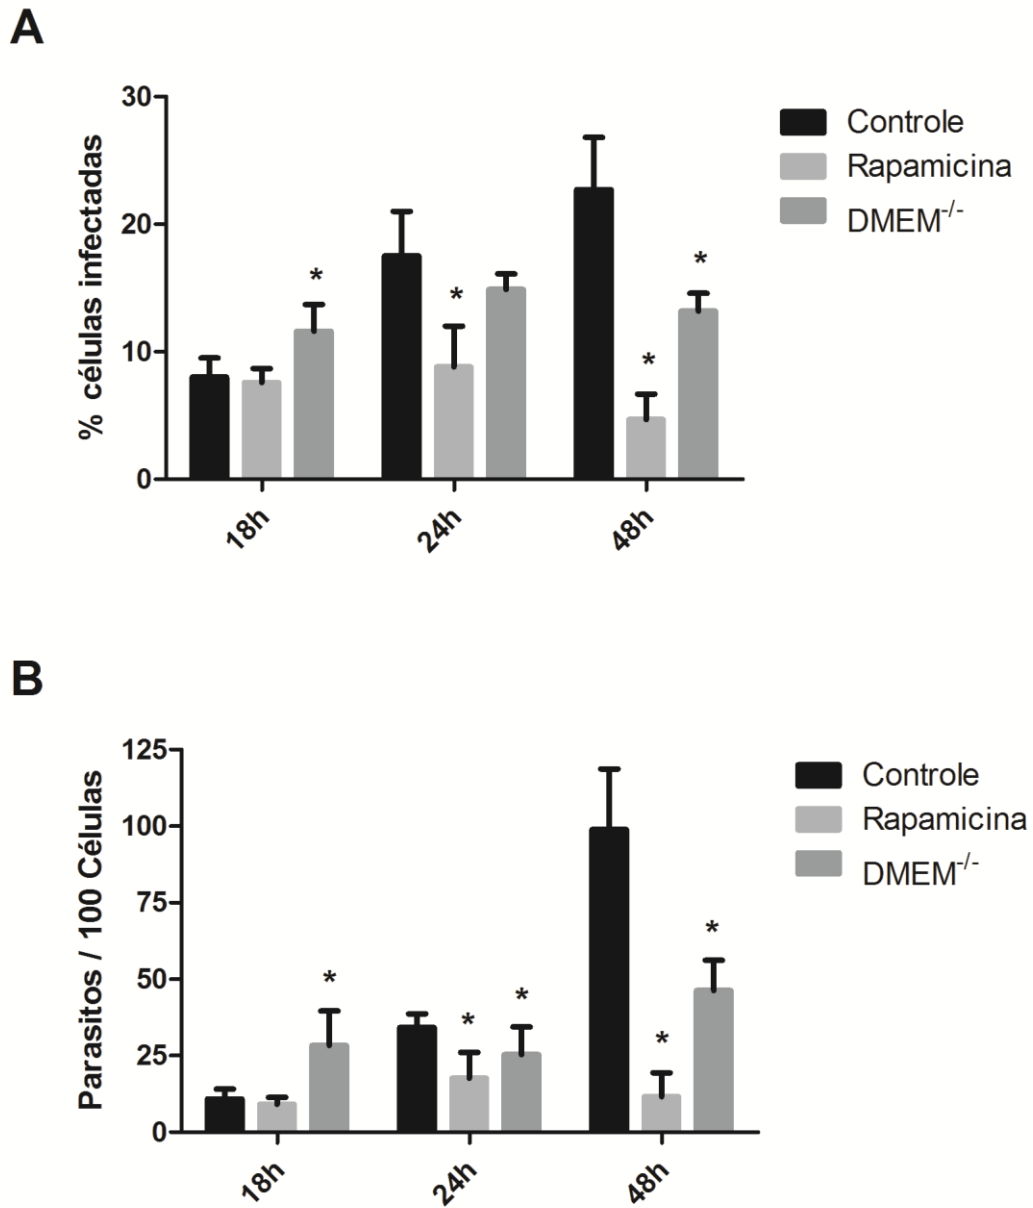 A
% células infectadas
30
20
10
0
*
*
*
*
18h
24h
48h
Controle
Rapamicina
DMEM-/-
B
Parasitos / 100 Células
125
100
75
50
25
0
*
*
*
*
*
18h
24h
48h
Controle
Rapamicina
DMEM-/-